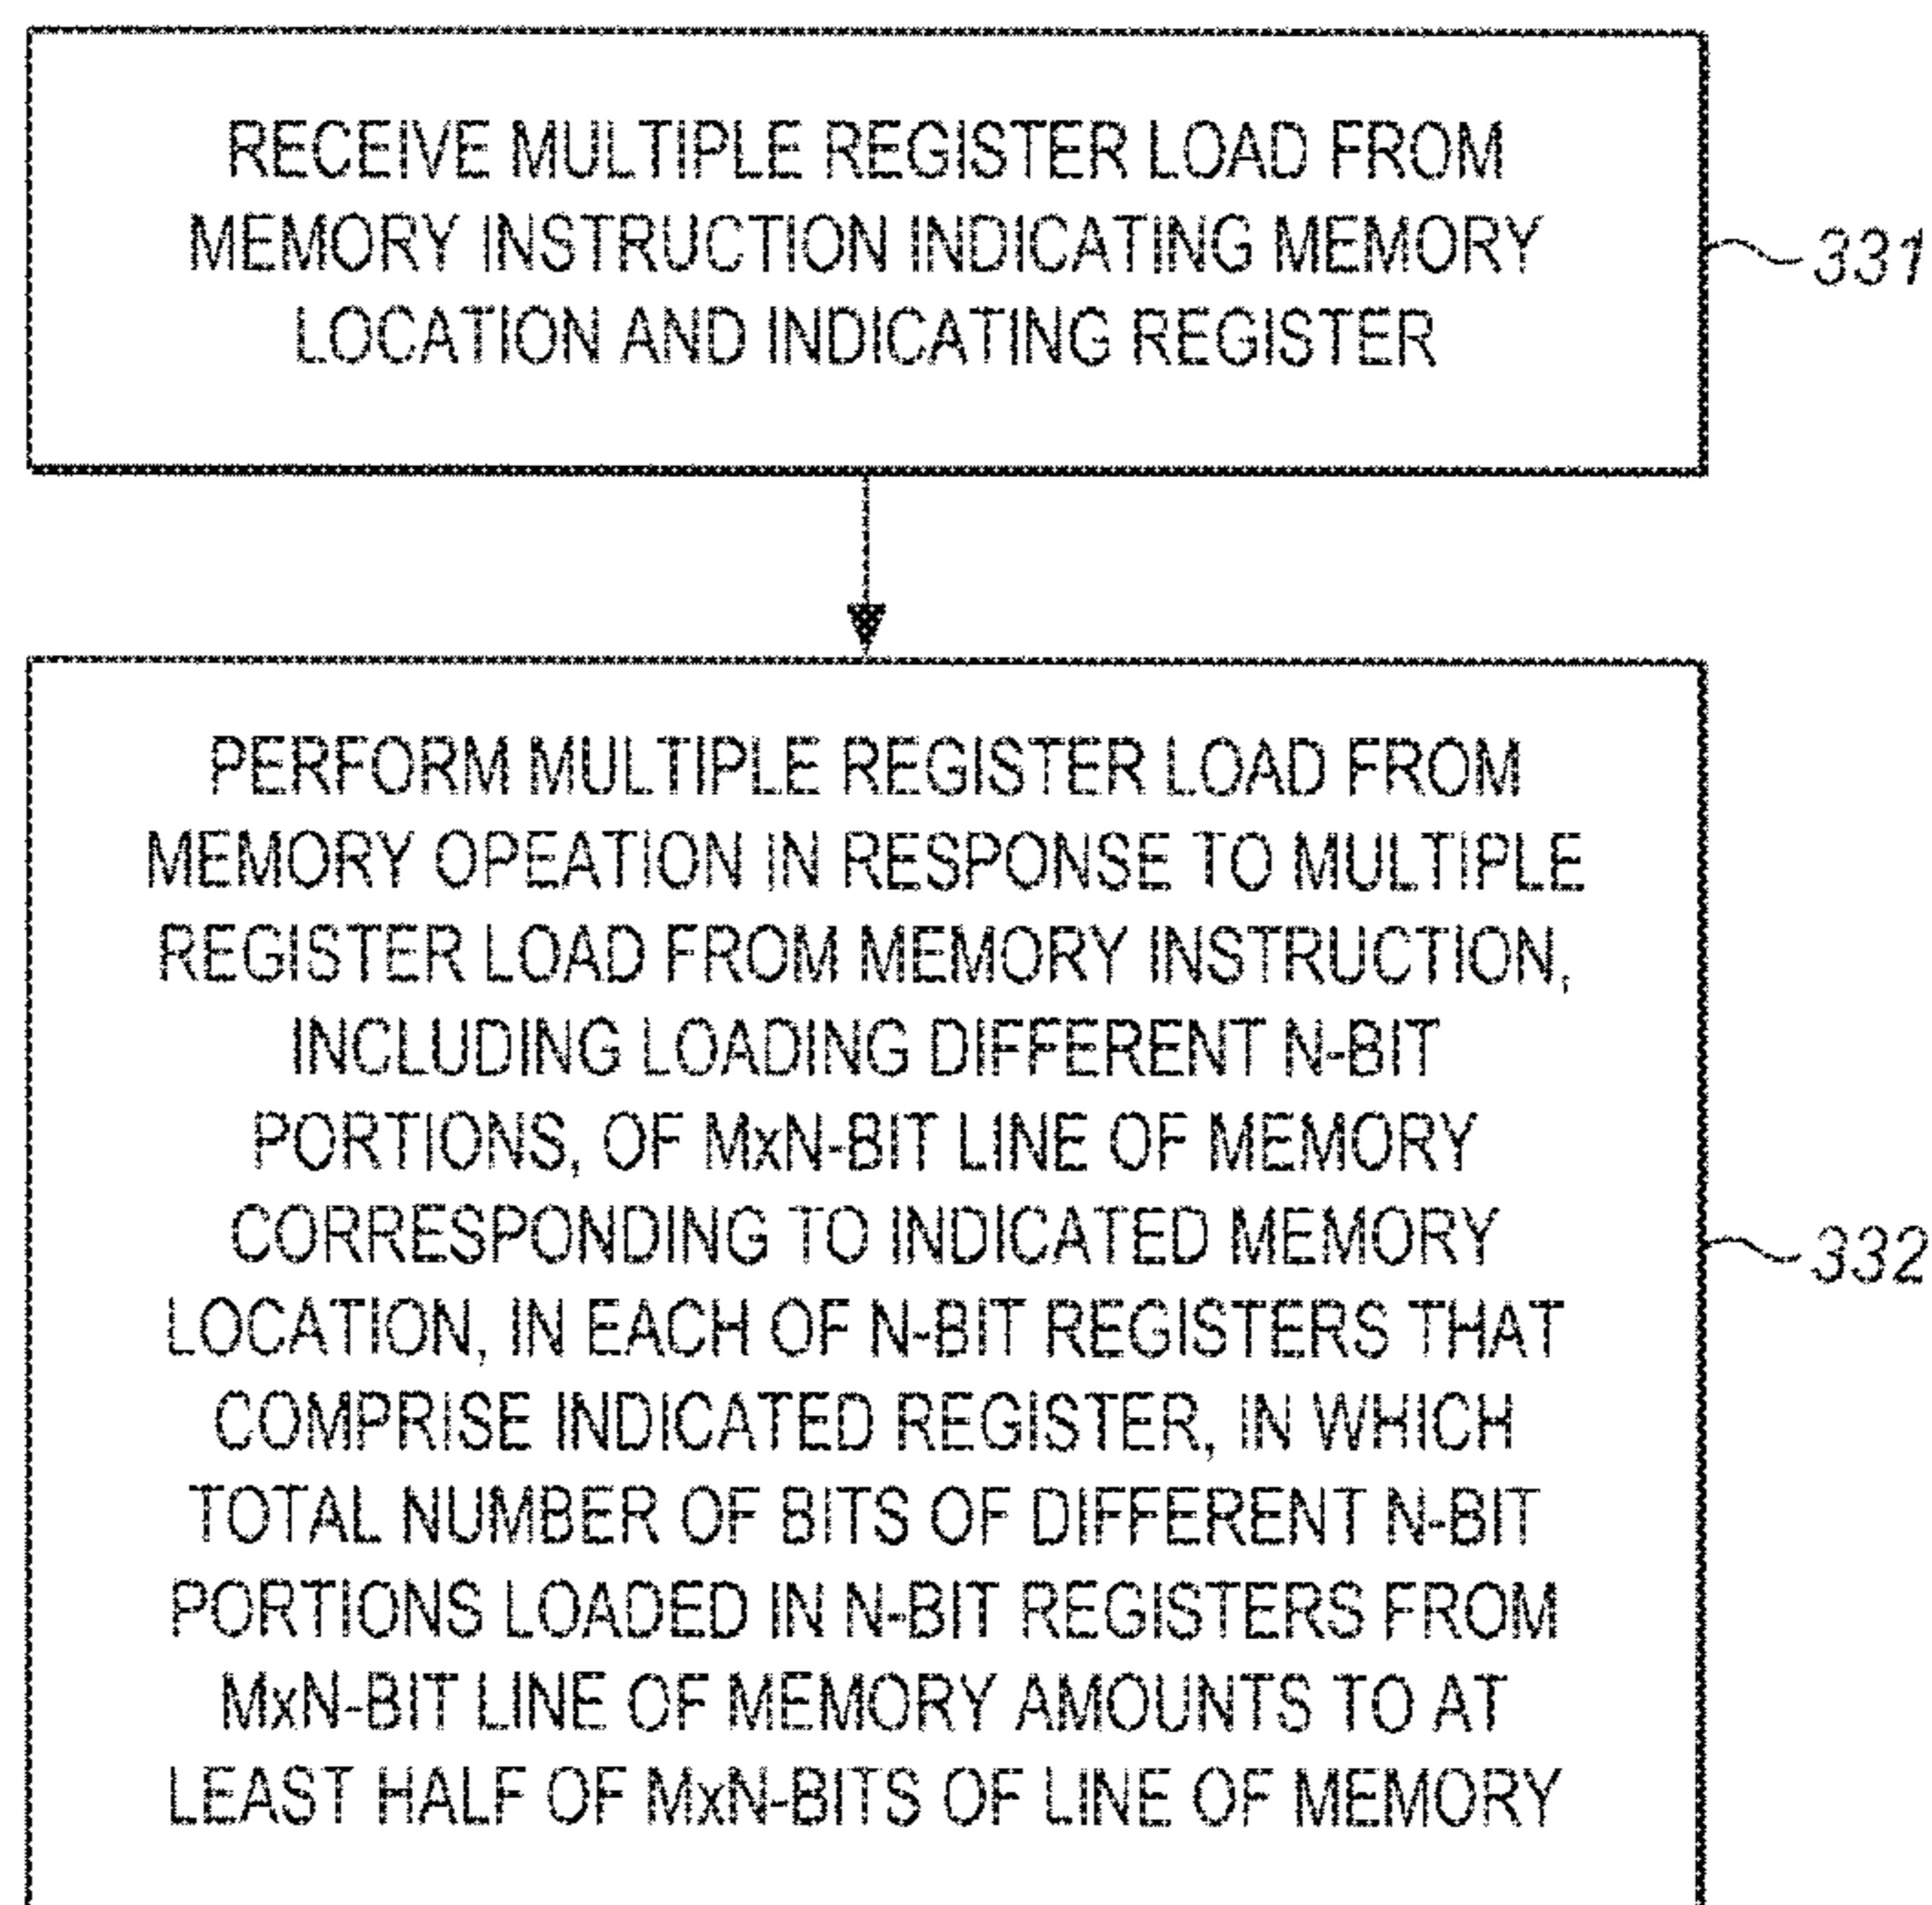 RECEIVE MULTIPLE REGISTER LOAD FROM
MEMORY INSTRUCTION INDICATING MEMORY
LOCATION AND INDICATING REGISTER
331
PERFORM MULTIPLE REGISTER LOAD FROM
MEMORY OPEATION IN RESPONSE TO MULTIPLE
REGISTER LOAD FROM MEMORY INSTRUCTION,
INCLUDING LOADING DIFFERENT N-BIT
PORTIONS, OF MxN-BIT LINE OF MEMORY
CORRESPONDING TO INDICATED MEMORY
LOCATION, IN EACH OF N-BIT REGISTERS THAT
COMPRISE INDICATED REGISTER, IN WHICH
TOTAL NUMBER OF BITS OF DIFFERENT N-BIT
PORTIONS LOADED IN N-BIT REGISTERS FROM
MxN-BIT LINE OF MEMORY AMOUNTS TO AT
LEAST HALF OF MxN-BITS OF LINE OF MEMORY
332